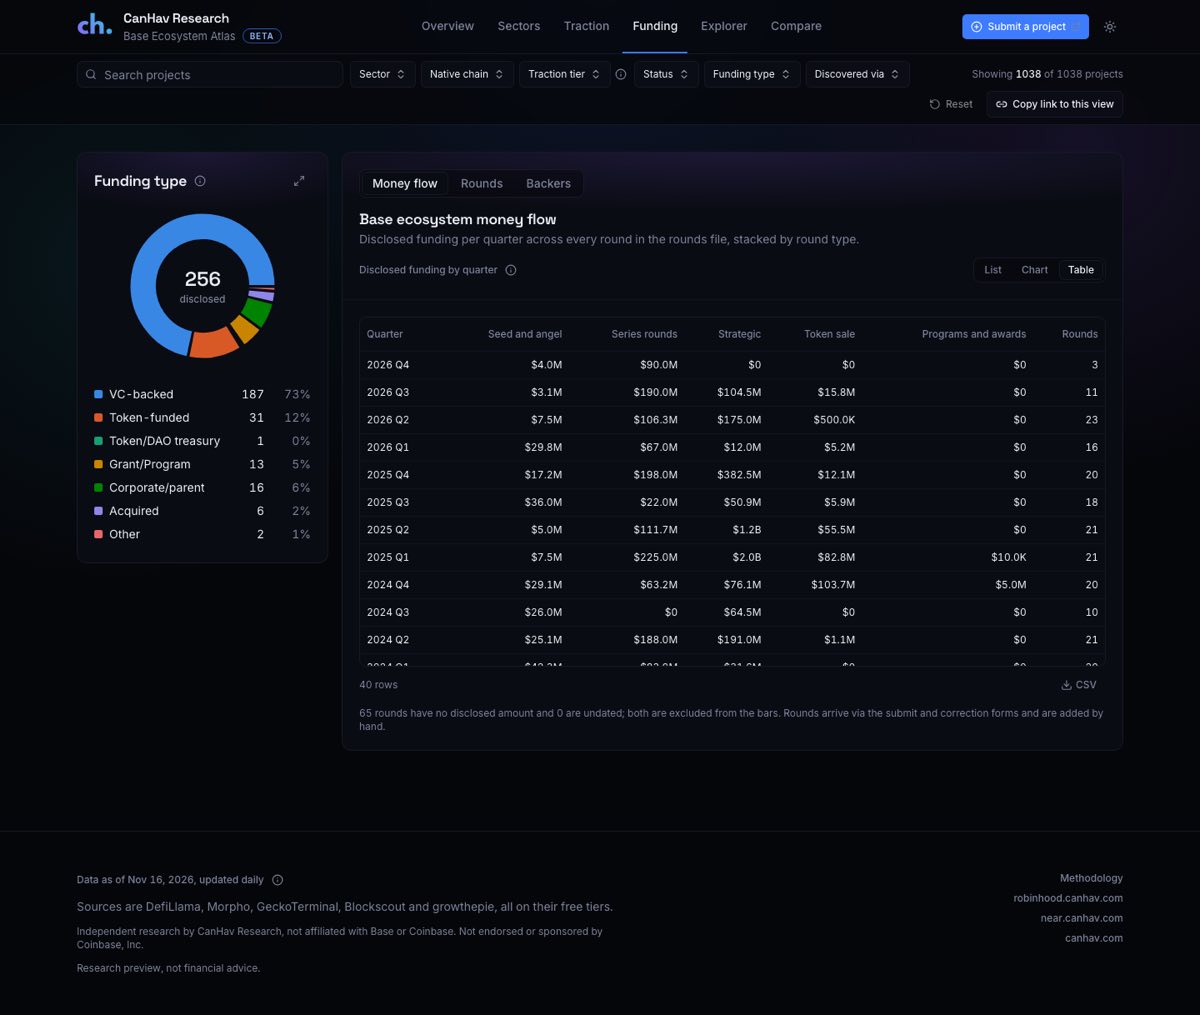 ch. CanHav Research
Base Ecosystem Atlas BETA
Overview Sectors Traction Funding Explorer Compare
Submit a project
Search projects
Sector Native chain Traction tier Status Funding type Discovered via
Showing 1038 of 1038 projects
Reset Copy link to this view
Funding type
256
disclosed
VC-backed 187 73%
Token-funded 31 12%
Token/DAO treasury 1 0%
Grant/Program 13 5%
Corporate/parent 16 6%
Acquired 6 2%
Other 2 1%
Money flow Rounds Backers
Base ecosystem money flow
Disclosed funding per quarter across every round in the rounds file, stacked by round type.
Disclosed funding by quarter
List Chart Table
Quarter Seed and angel Series rounds Strategic Token sale Programs and awards Rounds
2026 Q4 $4.0M $90.0M $0 $0 $0 3
2026 Q3 $3.1M $190.0M $104.5M $15.8M $0 11
2026 Q2 $7.5M $106.3M $175.0M $500.0K $0 23
2026 Q1 $29.8M $67.0M $12.0M $5.2M $0 16
2025 Q4 $17.2M $198.0M $382.5M $12.1M $0 20
2025 Q3 $36.0M $22.0M $50.9M $5.9M $0 18
2025 Q2 $5.0M $111.7M $1.2B $55.5M $0 21
2025 Q1 $7.5M $225.0M $2.0B $82.8M $10.0K 21
2024 Q4 $29.1M $63.2M $76.1M $103.7M $5.0M 20
2024 Q3 $26.0M $0 $64.5M $0 $0 10
2024 Q2 $25.1M $188.0M $191.0M $1.1M $0 21
2024 Q1
40 rows
CSV
65 rounds have no disclosed amount and 0 are undated; both are excluded from the bars. Rounds arrive via the submit and correction forms and are added by
hand.
Data as of Nov 16, 2026, updated daily
Sources are DefiLlama, Morpho, GeckoTerminal, Blockscout and growthepie, all on their free tiers.
Independent research by CanHav Research, not affiliated with Base or Coinbase. Not endorsed or sponsored by
Coinbase, Inc.
Research preview, not financial advice.
Methodology
robinhood.canhav.com
near.canhav.com
canhav.com